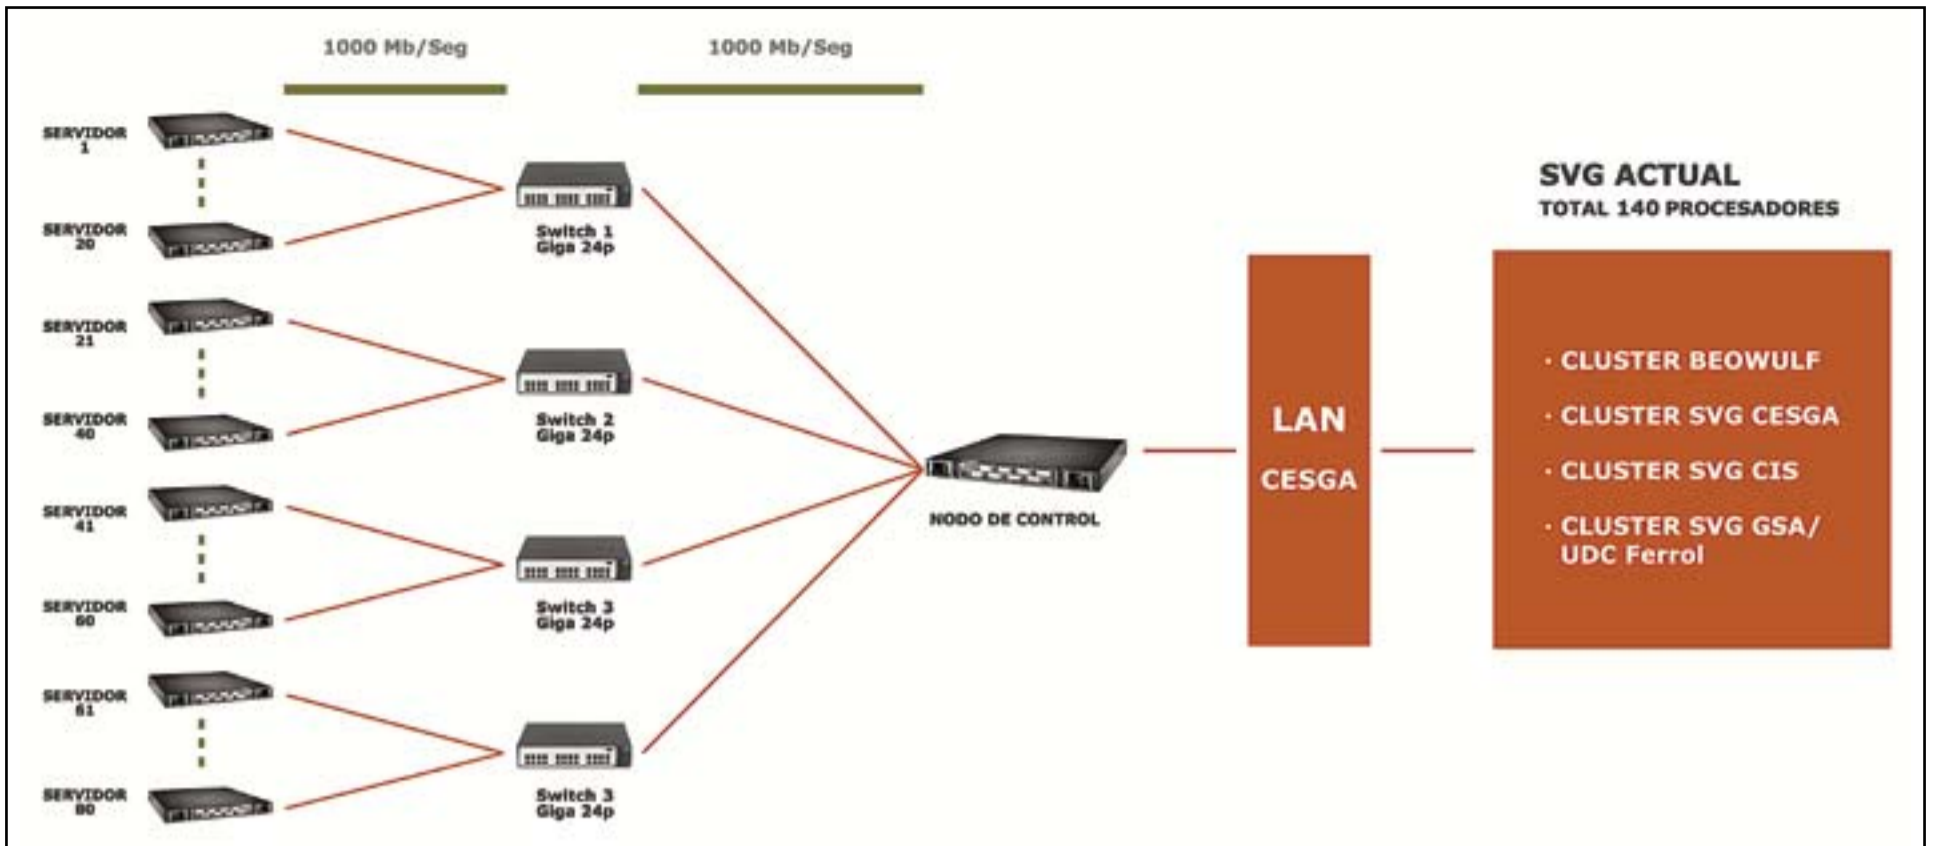 1000 Mb/Seg
1000 Mb/Seg
SERVIDOR
1
SERVIDOR
20
Switch 1
Giga 24p
SERVIDOR
21
SERVIDOR
40
Switch 2
Giga 24p
SERVIDOR
41
SERVIDOR
60
Switch 3
Giga 24p
SERVIDOR
61
SERVIDOR
80
Switch 3
Giga 24p
NODO DE CONTROL
LAN
CESGA
SVG ACTUAL
TOTAL 140 PROCESADORES
· CLUSTER BEOWULF
· CLUSTER SVG CESGA
· CLUSTER SVG CIS
· CLUSTER SVG GSA/
UDC Ferrol